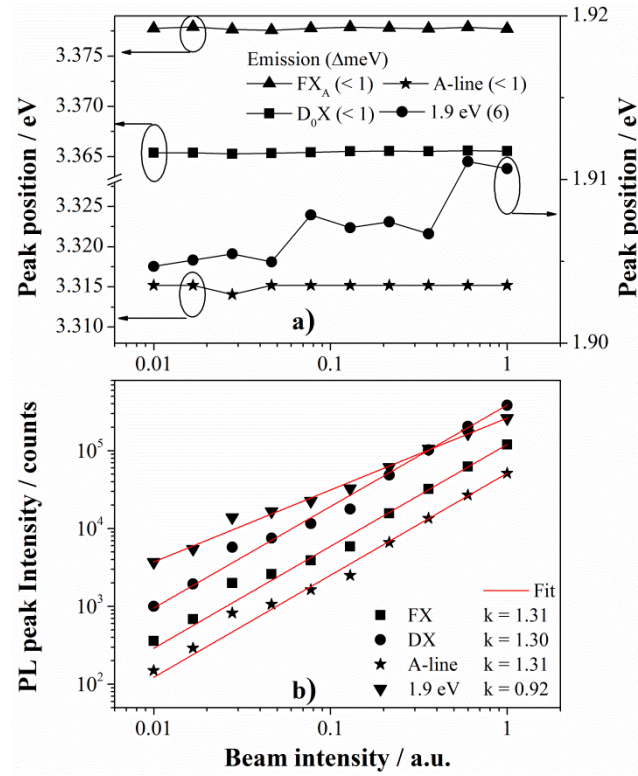 3.377
3.370
3.365
3.325
3.320
3.315
3.310
Peak position / eV
1.92
1.91
1.90
Peak position / eV
Emission (ΔmeV)
FX_A (< 1) A-line (< 1)
D_0X (< 1) 1.9 eV (6)
a)
0.01 0.1 1
10^5
10^4
10^3
10^2
PL peak Intensity / counts
Fit
FX k = 1.31
DX k = 1.30
A-line k = 1.31
1.9 eV k = 0.92
b)
0.01 0.1 1
Beam intensity / a.u.